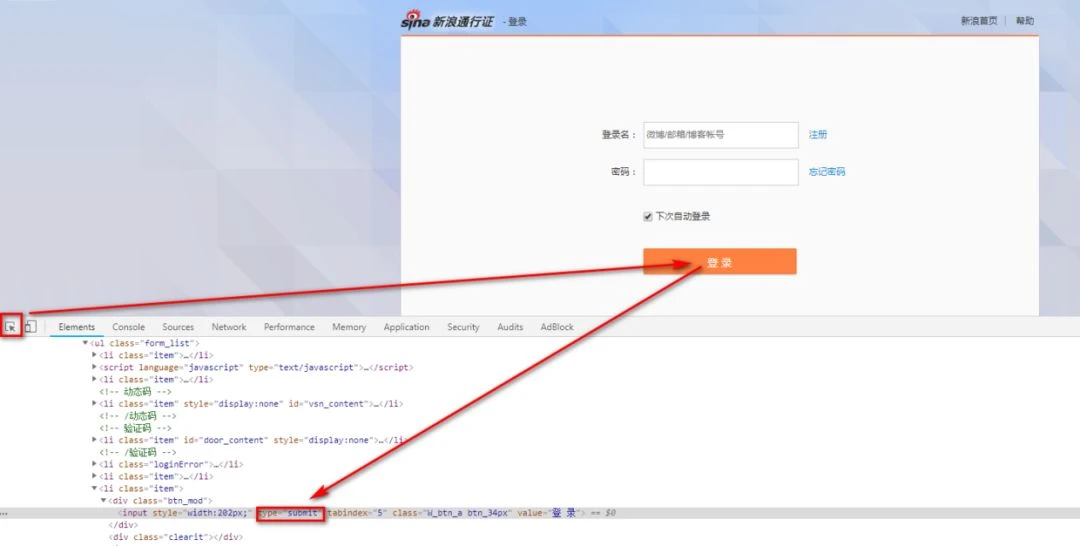 sina 新浪通行证 - 登录 新浪首页 | 帮助
登录名： 微博/邮箱/博客帐号 注册
密码： 忘记密码
下次自动登录
登 录
Elements Console Sources Network Performance Memory Application Security Audits AdBlock
▼<ul class="form_list">
▶<li class="item">…</li>
▶<script language="javascript" type="text/javascript">…</script>
▶<li class="item">…</li>
<!-- 动态码 -->
▶<li class="item" style="display:none" id="vsn_content">…</li>
<!-- /动态码 -->
<!-- 验证码 -->
▶<li class="item" id="door_content" style="display:none">…</li>
<!-- /验证码 -->
▶<li class="loginError">…</li>
▶<li class="item">…</li>
▼<li class="item">
▼<div class="btn_mod">
… <input style="width:202px;" type="submit" tabindex="5" class="W_btn_a btn_34px" value="登 录"> == $0
</div>
<div class="clearit"></div>